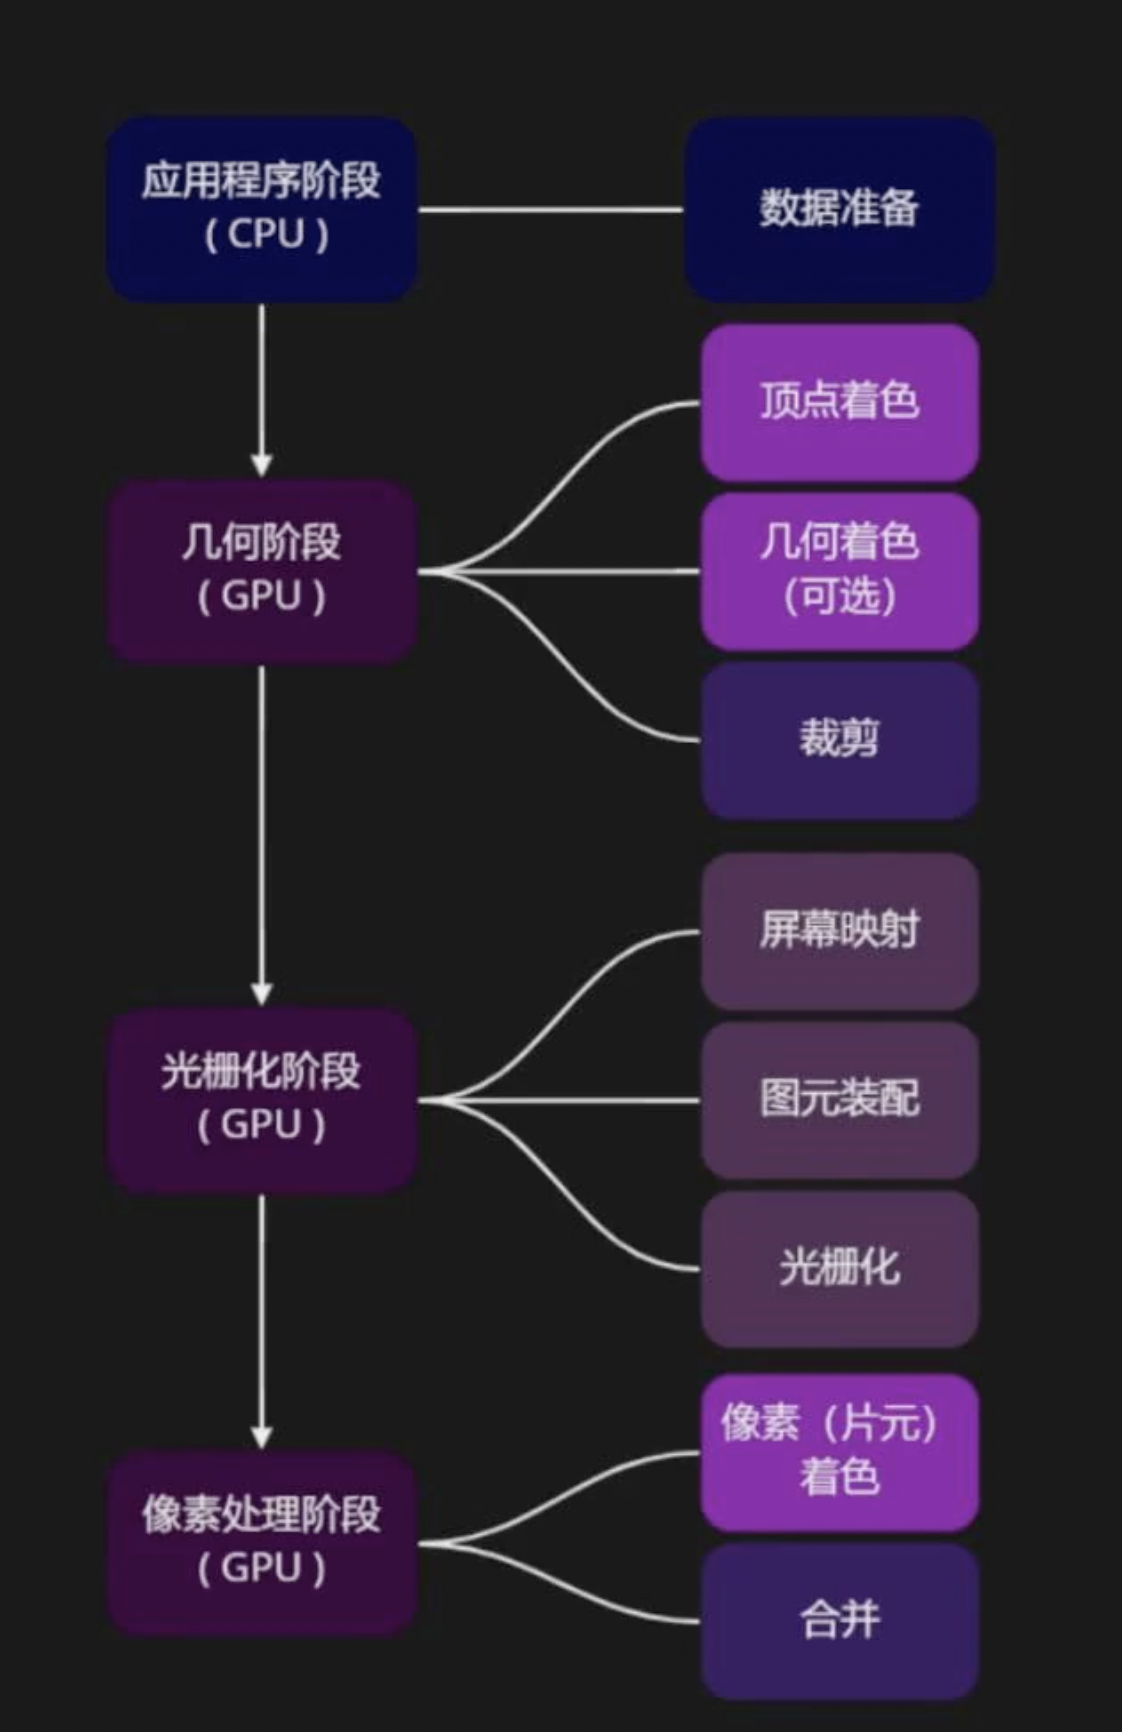 应用程序阶段
( CPU )
数据准备
几何阶段
( GPU )
顶点着色
几何着色
(可选)
裁剪
光栅化阶段
( GPU )
屏幕映射
图元装配
光栅化
像素处理阶段
( GPU )
像素（片元）
着色
合并